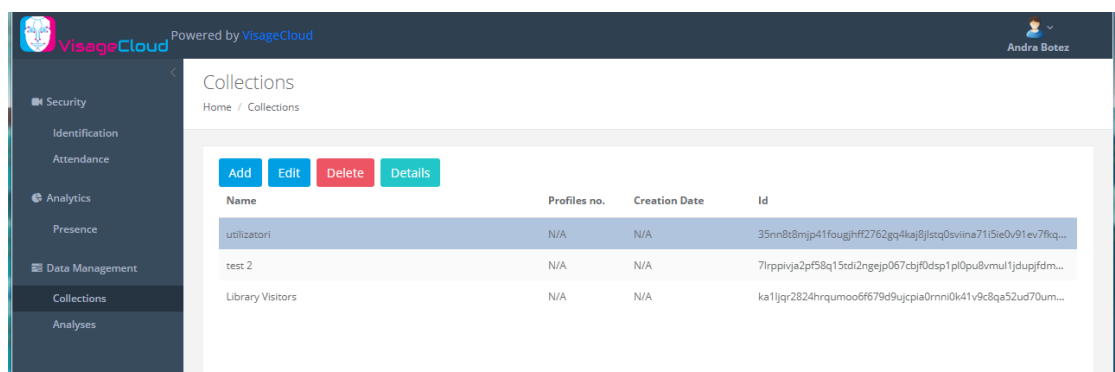 VisageCloud Powered by VisageCloud
Andra Botez
Security
Identification
Attendance
Analytics
Presence
Data Management
Collections
Analyses
Collections
Home / Collections
Add Edit Delete Details
Name Profiles no. Creation Date Id
utilizatori N/A N/A 35nn8t8mjp41fougjhff2762gq4kaj8jlstq0sviina71i5ie0v91ev7fkq...
test 2 N/A N/A 7lrppivja2pf58q15tdi2ngejp067cbjf0dsp1pl0pu8vmul1jdupjfdm...
Library Visitors N/A N/A ka1ljqr2824hrqumoo6f679d9ujcpia0rnni0k41v9c8qa52ud70um...